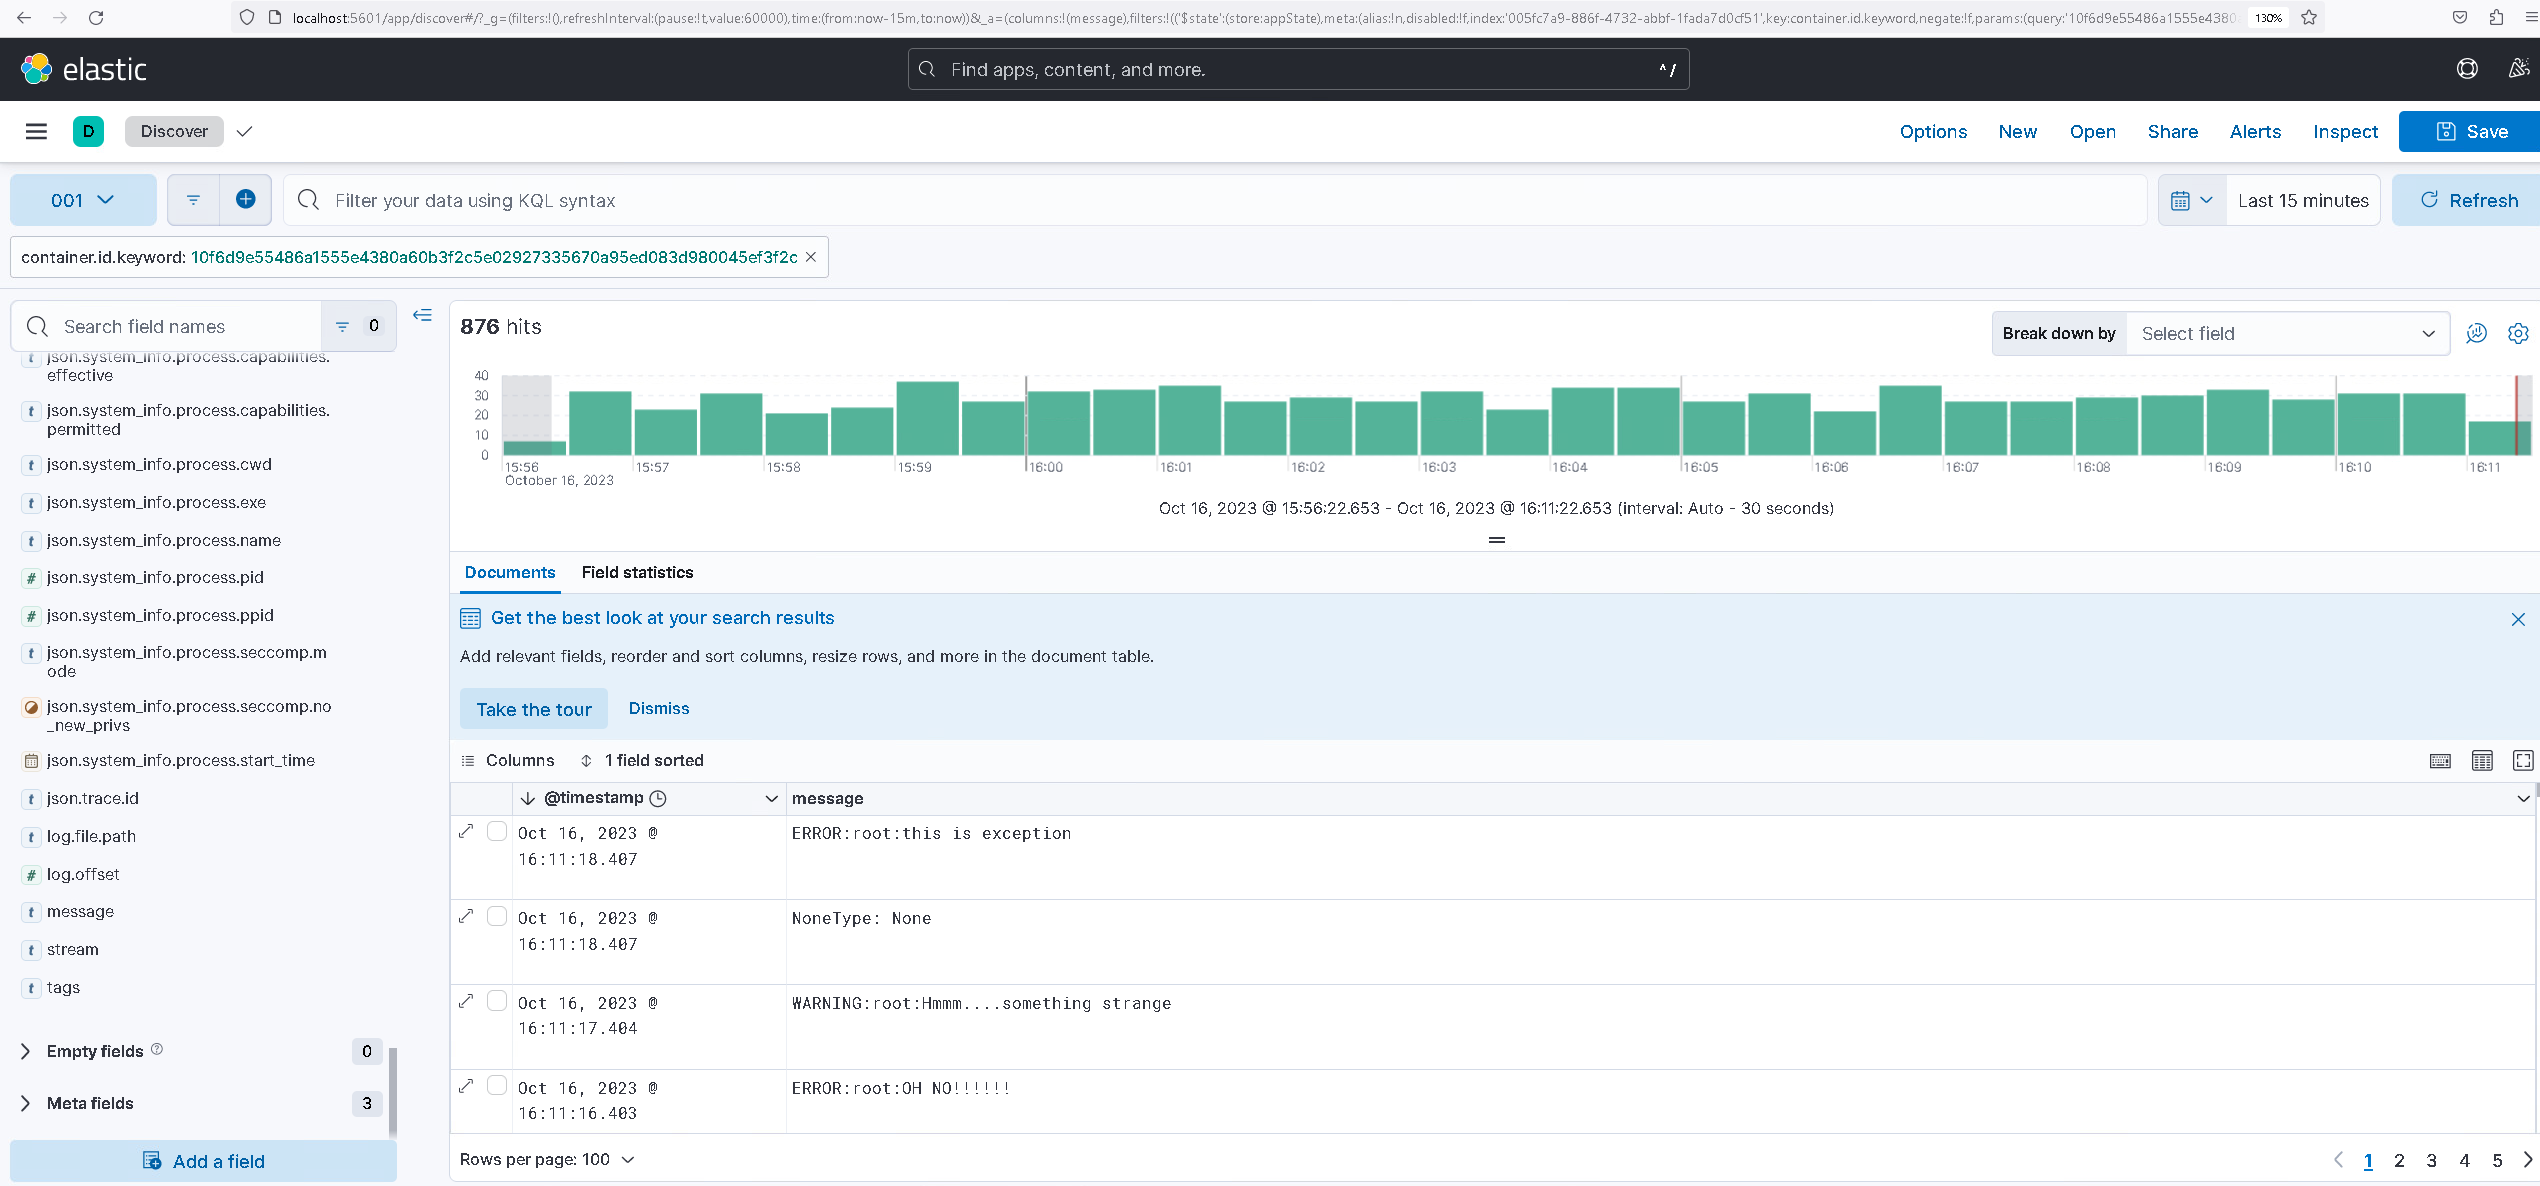 localhost:5601/app/discover#/?_g=(filters:!(),refreshInterval:(pause:!t,value:60000),time:(from:now-15m,to:now))&_a=(columns:!(message),filters:!(('$state':(store:appState),meta:(alias:!n,disabled:!f,index:'005fc7a9-886f-4732-abbf-1fada7d0cf51',key:container.id.keyword,negate:!f,params:(query:'10f6d9e55486a1555e4380a 130%
elastic
Find apps, content, and more. ^/
D Discover Options New Open Share Alerts Inspect Save
001 Filter your data using KQL syntax Last 15 minutes Refresh
container.id.keyword: 10f6d9e55486a1555e4380a60b3f2c5e02927335670a95ed083d980045ef3f2c ×
Search field names 0
json.system_info.process.capabilities.
effective
json.system_info.process.capabilities.
permitted
json.system_info.process.cwd
json.system_info.process.exe
json.system_info.process.name
json.system_info.process.pid
json.system_info.process.ppid
json.system_info.process.seccomp.m
ode
json.system_info.process.seccomp.no
_new_privs
json.system_info.process.start_time
json.trace.id
log.file.path
log.offset
message
stream
tags
Empty fields 0
Meta fields 3
Add a field
876 hits
Break down by Select field
40
30
20
10
0
15:56 15:57 15:58 15:59 16:00 16:01 16:02 16:03 16:04 16:05 16:06 16:07 16:08 16:09 16:10 16:11
October 16, 2023
Oct 16, 2023 @ 15:56:22.653 - Oct 16, 2023 @ 16:11:22.653 (interval: Auto - 30 seconds)
Documents Field statistics
Get the best look at your search results
Add relevant fields, reorder and sort columns, resize rows, and more in the document table.
Take the tour Dismiss
Columns 1 field sorted
@timestamp message
Oct 16, 2023 @ ERROR:root:this is exception
16:11:18.407
Oct 16, 2023 @ NoneType: None
16:11:18.407
Oct 16, 2023 @ WARNING:root:Hmmm....something strange
16:11:17.404
Oct 16, 2023 @ ERROR:root:OH NO!!!!!!
16:11:16.403
Rows per page: 100 1 2 3 4 5